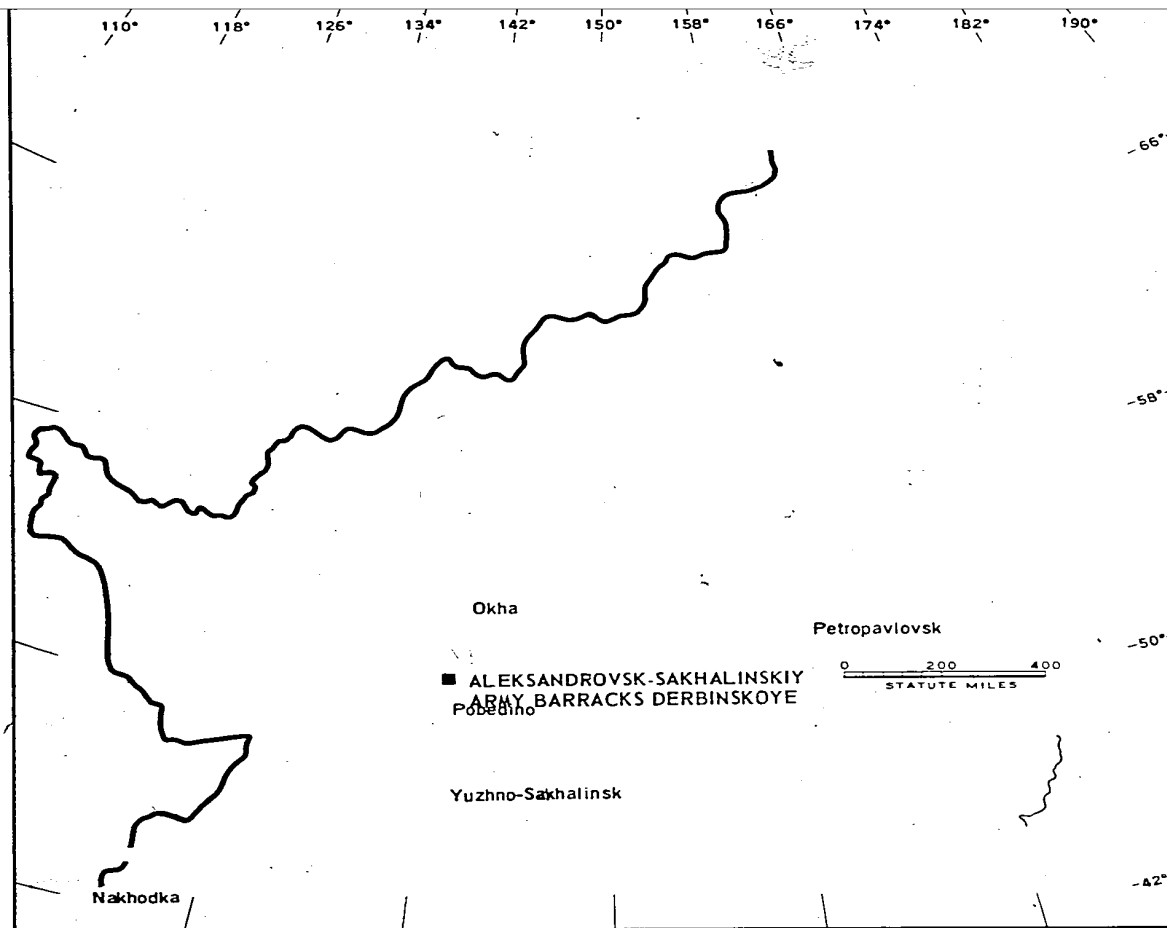 110° 118° 126° 134° 142° 150° 158° 166° 174° 182° 190°
66°
58°
Okha
Petropavlovsk
50°
0 200 400
STATUTE MILES
ALEKSANDROVSK-SAKHALINSKIY
ARMY BARRACKS DERBINSKOYE
Pobedino
Yuzhno-Sakhalinsk
42°
Nakhodka